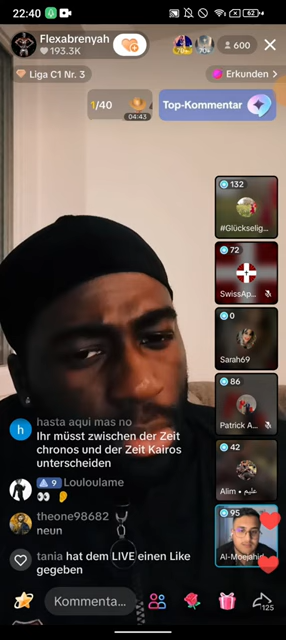 22:40
62
Flexabrenyah
193.3K
600
Liga C1 Nr. 3
Erkunden >
1/40
04:43
Top-Kommentar
132
#Glückselig...
72
SwissAp...
0
Sarah69
86
Patrick A...
42
Alim • عليم
95
Al-Moejahid
hasta aqui mas no
Ihr müsst zwischen der Zeit
chronos und der Zeit Kairos
unterscheiden
9 Louloulame
👀 👂
theone98682
neun
tania hat dem LIVE einen Like
gegeben
Kommenta...
125